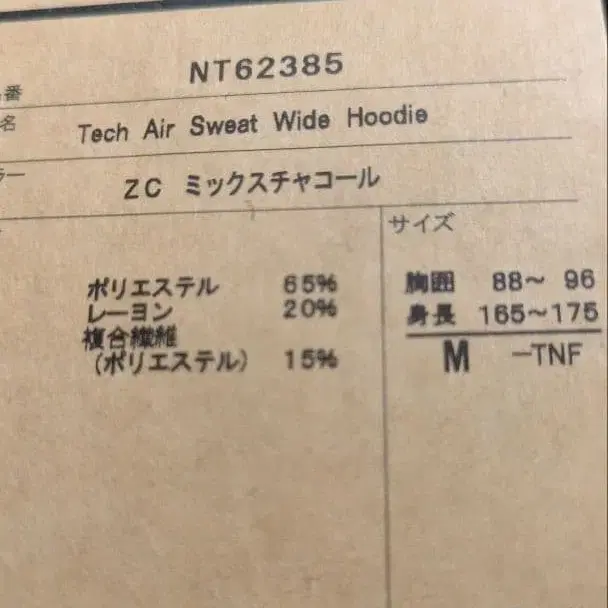 品番 NT62385
名 Tech Air Sweat Wide Hoodie
ラー ZC ミックスチャコール
サイズ
ポリエステル 65%
レーヨン 20%
複合繊維
(ポリエステル) 15%
胸囲 88〜 96
身長 165〜175
M -TNF